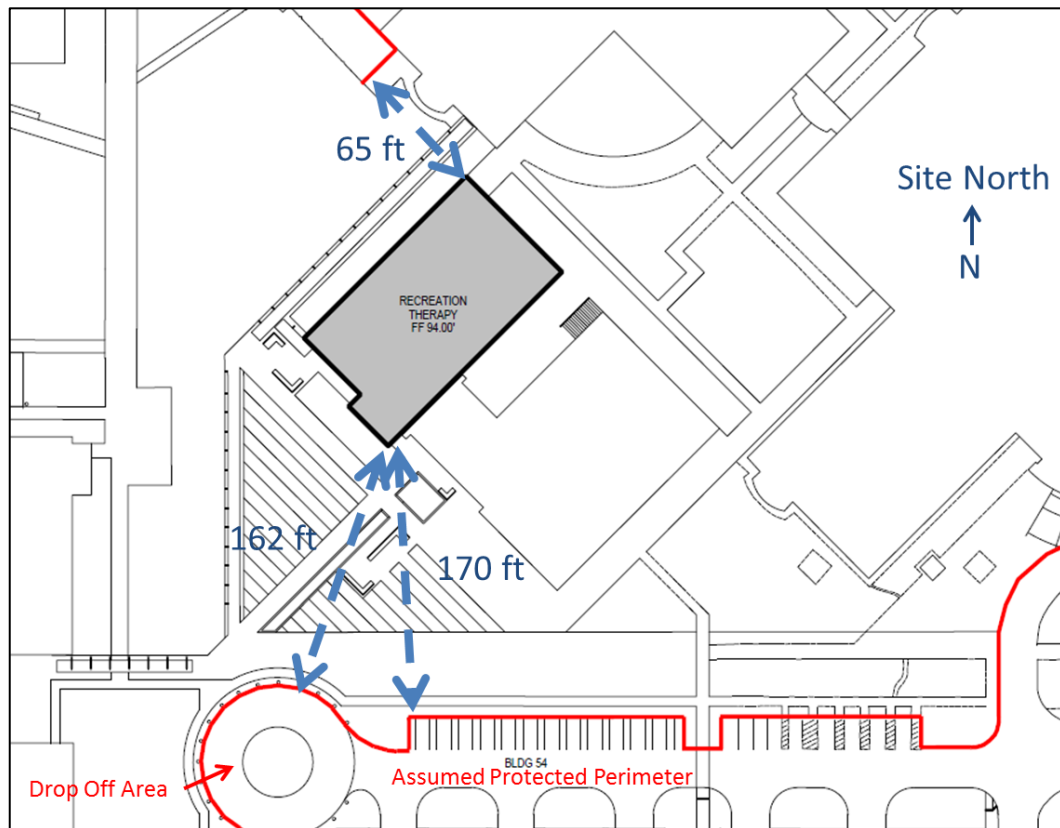 65 ft
Site North
N
RECREATION
THERAPY
FF 94.00'
162 ft
170 ft
BLDG 54
Drop Off Area
Assumed Protected Perimeter